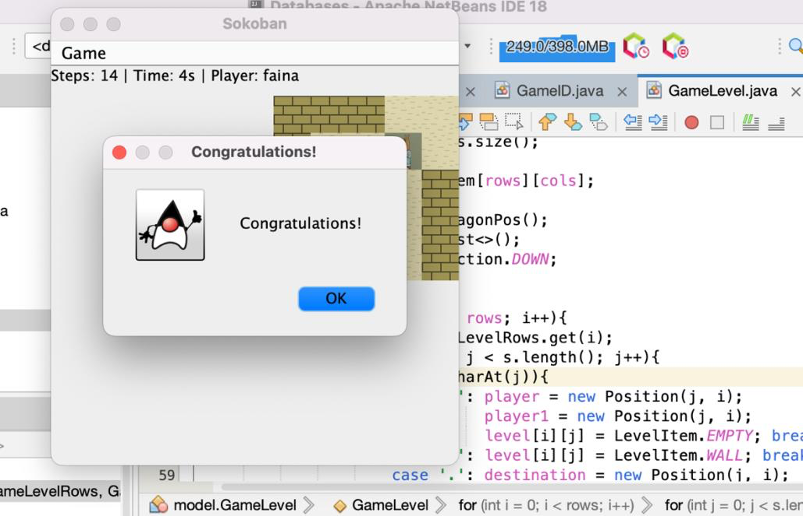 Databases - Apache NetBeans IDE 18
Sokoban
Game
Steps: 14 | Time: 4s | Player: faina
Congratulations!
Congratulations!
OK
<d
249.0/398.0MB
GameID.java
GameLevel.java
a
s.size();
em[rows][cols];
agonPos();
st<>();
ction.DOWN;
rows; i++){
LevelRows.get(i);
j < s.length(); j++){
harAt(j)){
': player = new Position(j, i);
player1 = new Position(j, i);
level[i][j] = LevelItem.EMPTY; brea
': level[i][j] = LevelItem.WALL; break
59 case '.': destination = new Position(j, i);
ameLevelRows, Ga
model.GameLevel
GameLevel
for (int i = 0; i < rows; i++)
for (int j = 0; j < s.len